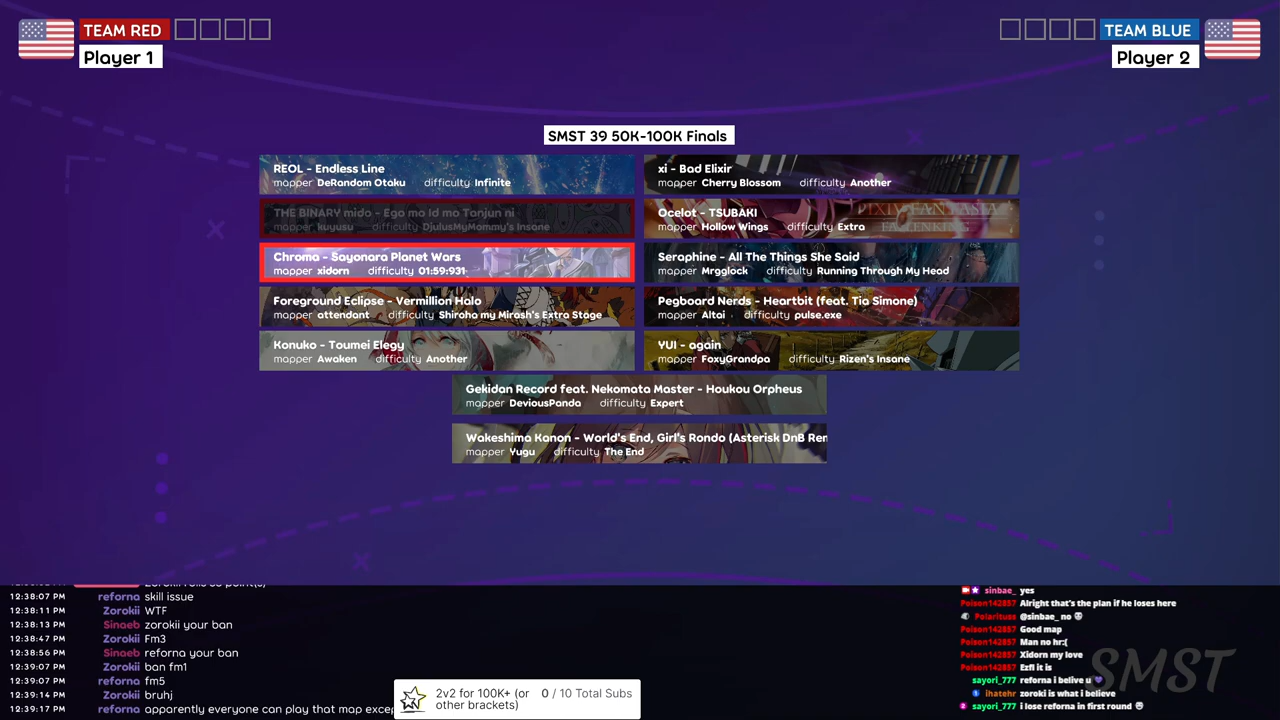 TEAM RED
Player 1
TEAM BLUE
Player 2
SMST 39 50K-100K Finals
REOL - Endless Line
mapper DeRandom Otaku difficulty Infinite
THE BINARY mido - Ego mo Id mo Tonjun ni
mapper kuyusu difficulty DjulusMyMommy's Insane
Chroma - Sayonara Planet Wars
mapper xidorn difficulty 01:59:931
Foreground Eclipse - Vermillion Halo
mapper attendant difficulty Shiroho my Mirash's Extra Stage
Konuko - Toumei Elegy
mapper Awaken difficulty Another
xi - Bad Elixir
mapper Cherry Blossom difficulty Another
Ocelot - TSUBAKI
mapper Hollow Wings difficulty Extra
Seraphine - All The Things She Said
mapper Mrgglock difficulty Running Through My Head
Pegboard Nerds - Heartbit (feat. Tia Simone)
mapper Altai difficulty pulse.exe
YUI - again
mapper FoxyGrandpa difficulty Rizen's Insane
Gekidan Record feat. Nekomata Master - Houkou Orpheus
mapper DeviousPanda difficulty Expert
Wakeshima Kanon - World's End, Girl's Rondo (Asterisk DnB Rem
mapper Yugu difficulty The End
12:38:07 PM reforna skill issue
12:38:11 PM Zorokii WTF
12:38:13 PM Sinaeb zorokii your ban
12:38:47 PM Zorokii Fm3
12:38:56 PM Sinaeb reforna your ban
12:39:07 PM Zorokii ban fm1
12:39:07 PM reforna fm5
12:39:14 PM Zorokii bruhj
12:39:17 PM reforna apparently everyone can play that map excep
2v2 for 100K+ (or other brackets)
0 / 10 Total Subs
sinbae_ yes
Poison142857 Alright that's the plan if he loses here
Polarituss @sinbae_ no
Poison142857 Good map
Poison142857 Man no hr:(
Poison142857 Xidorn my love
Poison142857 Ezfi it is
sayori_777 reforna i belive u
ihatehr zoroki is what i believe
sayori_777 i lose reforna in first round
SMST